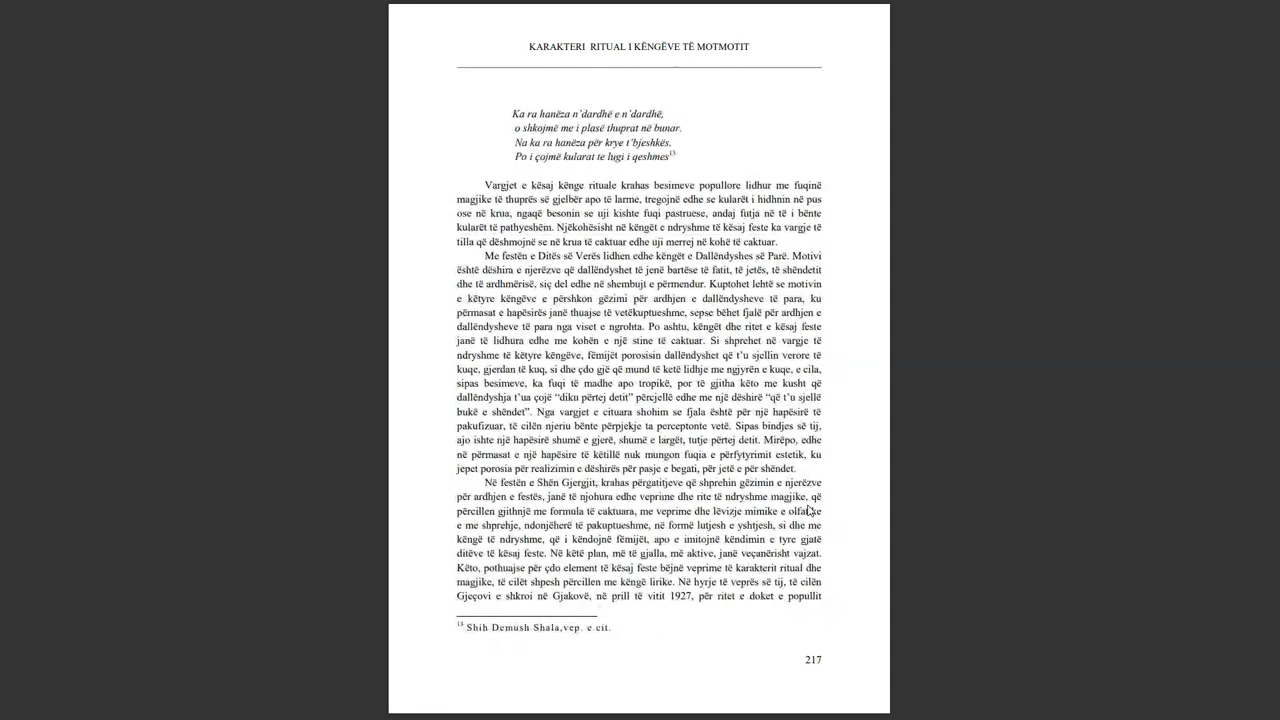 KARAKTERI RITUAL I KËNGËVE TË MOTMOTIT
Ka ra hanëza n'dardhë e n'dardhë,
o shkojmë me i plasë thuprat në bunar.
Na ka ra hanëza për krye t'bjeshkës.
Po i çojmë kularat te lugi i qeshmes13
Vargjet e kësaj kënge rituale krahas besimeve popullore lidhur me fuqinë
magjike të thuprës së gjelbër apo të larme, tregojnë edhe se kularët i hidhnin në pus
ose në krua, ngaqë besonin se uji kishte fuqi pastruese, andaj futja në të i bënte
kularët të pathyeshëm. Njëkohësisht në këngët e ndryshme të kësaj feste ka vargje të
tilla që dëshmojnë se në krua të caktuar edhe uji merrej në kohë të caktuar.
Me festën e Ditës së Verës lidhen edhe këngët e Dallëndyshes së Parë. Motivi
është dëshira e njerëzve që dallëndyshet të jenë bartëse të fatit, të jetës, të shëndetit
dhe të ardhmërisë, siç del edhe në shembujt e përmendur. Kuptohet lehtë se motivin
e këtyre këngëve e përshkon gëzimi për ardhjen e dallëndysheve të para, ku
përmasat e hapësirës janë thuajse të vetëkuptueshme, sepse bëhet fjalë për ardhjen e
dallëndysheve të para nga viset e ngrohta. Po ashtu, këngët dhe ritet e kësaj feste
janë të lidhura edhe me kohën e një stine të caktuar. Si shprehet në vargje të
ndryshme të këtyre këngëve, fëmijët porosisin dallëndyshet që t'u sjellin verore të
kuqe, gjerdan të kuq, si dhe çdo gjë që mund të ketë lidhje me ngjyrën e kuqe, e cila,
sipas besimeve, ka fuqi të madhe apo tropikë, por të gjitha këto me kusht që
dallëndyshja t'ua çojë “diku përtej detit” përcjellë edhe me një dëshirë “që t'u sjellë
bukë e shëndet”. Nga vargjet e cituara shohim se fjala është për një hapësirë të
pakufizuar, të cilën njeriu bënte përpjekje ta perceptonte vetë. Sipas bindjes së tij,
ajo ishte një hapësirë shumë e gjerë, shumë e largët, tutje përtej detit. Mirëpo, edhe
në përmasat e një hapësire të këtillë nuk mungon fuqia e përfytyrimit estetik, ku
jepet porosia për realizimin e dëshirës për pasje e begati, për jetë e për shëndet.
Në festën e Shën Gjergjit, krahas përgatitjeve që shprehin gëzimin e njerëzve
për ardhjen e festës, janë të njohura edhe veprime dhe rite të ndryshme magjike, që
përcillen gjithnjë me formula të caktuara, me veprime dhe lëvizje mimike e
e me shprehje, ndonjëherë të pakuptueshme, në formë lutjesh e yshtjesh, si dhe me
këngë të ndryshme, që i këndojnë fëmijët, apo e imitojnë këndimin e tyre gjatë
ditëve të kësaj feste. Në këtë plan, më të gjalla, më aktive, janë veçanërisht vajzat.
Këto, pothuajse për çdo element të kësaj feste bëjnë veprime të karakterit ritual dhe
magjike, të cilët shpesh përcillen me këngë lirike. Në hyrje të veprës së tij, të cilën
Gjeçovi e shkroi në Gjakovë, në prill të vitit 1927, për ritet e doket e popullit
13 Shih Demush Shala,vep. e cit.
217